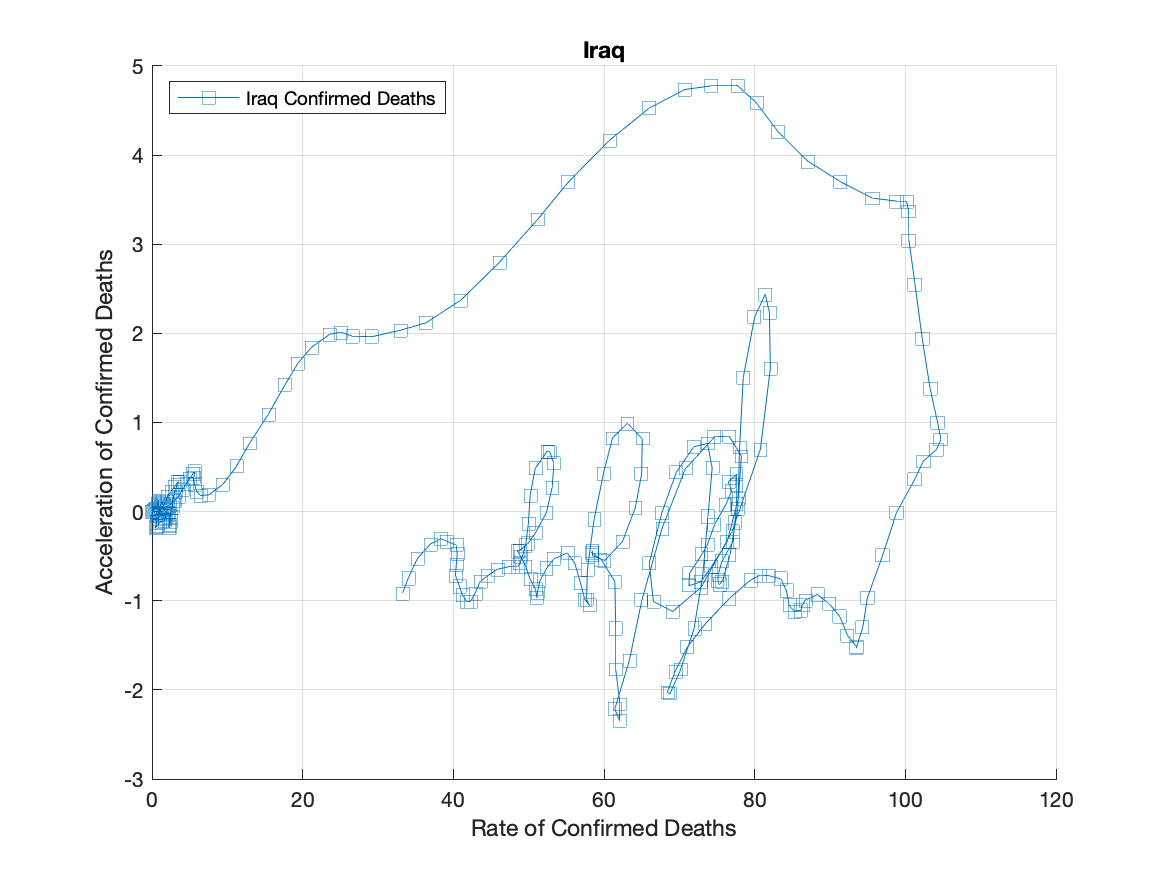 Iraq
Iraq Confirmed Deaths
5
4
3
2
1
0
-1
-2
-3
Acceleration of Confirmed Deaths
0 20 40 60 80 100 120
Rate of Confirmed Deaths